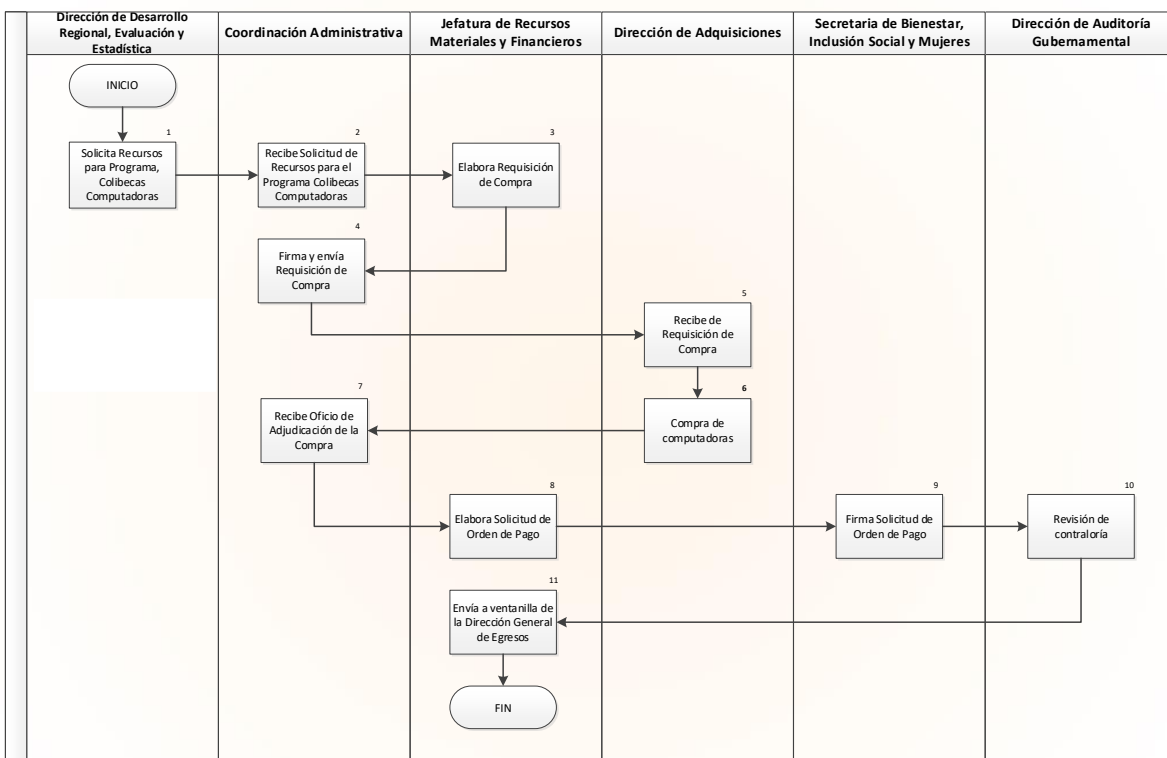 Dirección de Desarrollo
Regional, Evaluación y
Estadística
Coordinación Administrativa
Jefatura de Recursos
Materiales y Financieros
Dirección de Adquisiciones
Secretaria de Bienestar,
Inclusión Social y Mujeres
Dirección de Auditoría
Gubernamental
INICIO
1
Solicita Recursos
para Programa,
Colibecas
Computadoras
2
Recibe Solicitud de
Recursos para el
Programa Colibecas
Computadoras
3
Elabora Requisición
de Compra
4
Firma y envía
Requisición de
Compra
5
Recibe de
Requisición de
Compra
6
Compra de
computadoras
7
Recibe Oficio de
Adjudicación de la
Compra
8
Elabora Solicitud de
Orden de Pago
9
Firma Solicitud de
Orden de Pago
10
Revisión de
contraloría
11
Envía a ventanilla de
la Dirección General
de Egresos
FIN